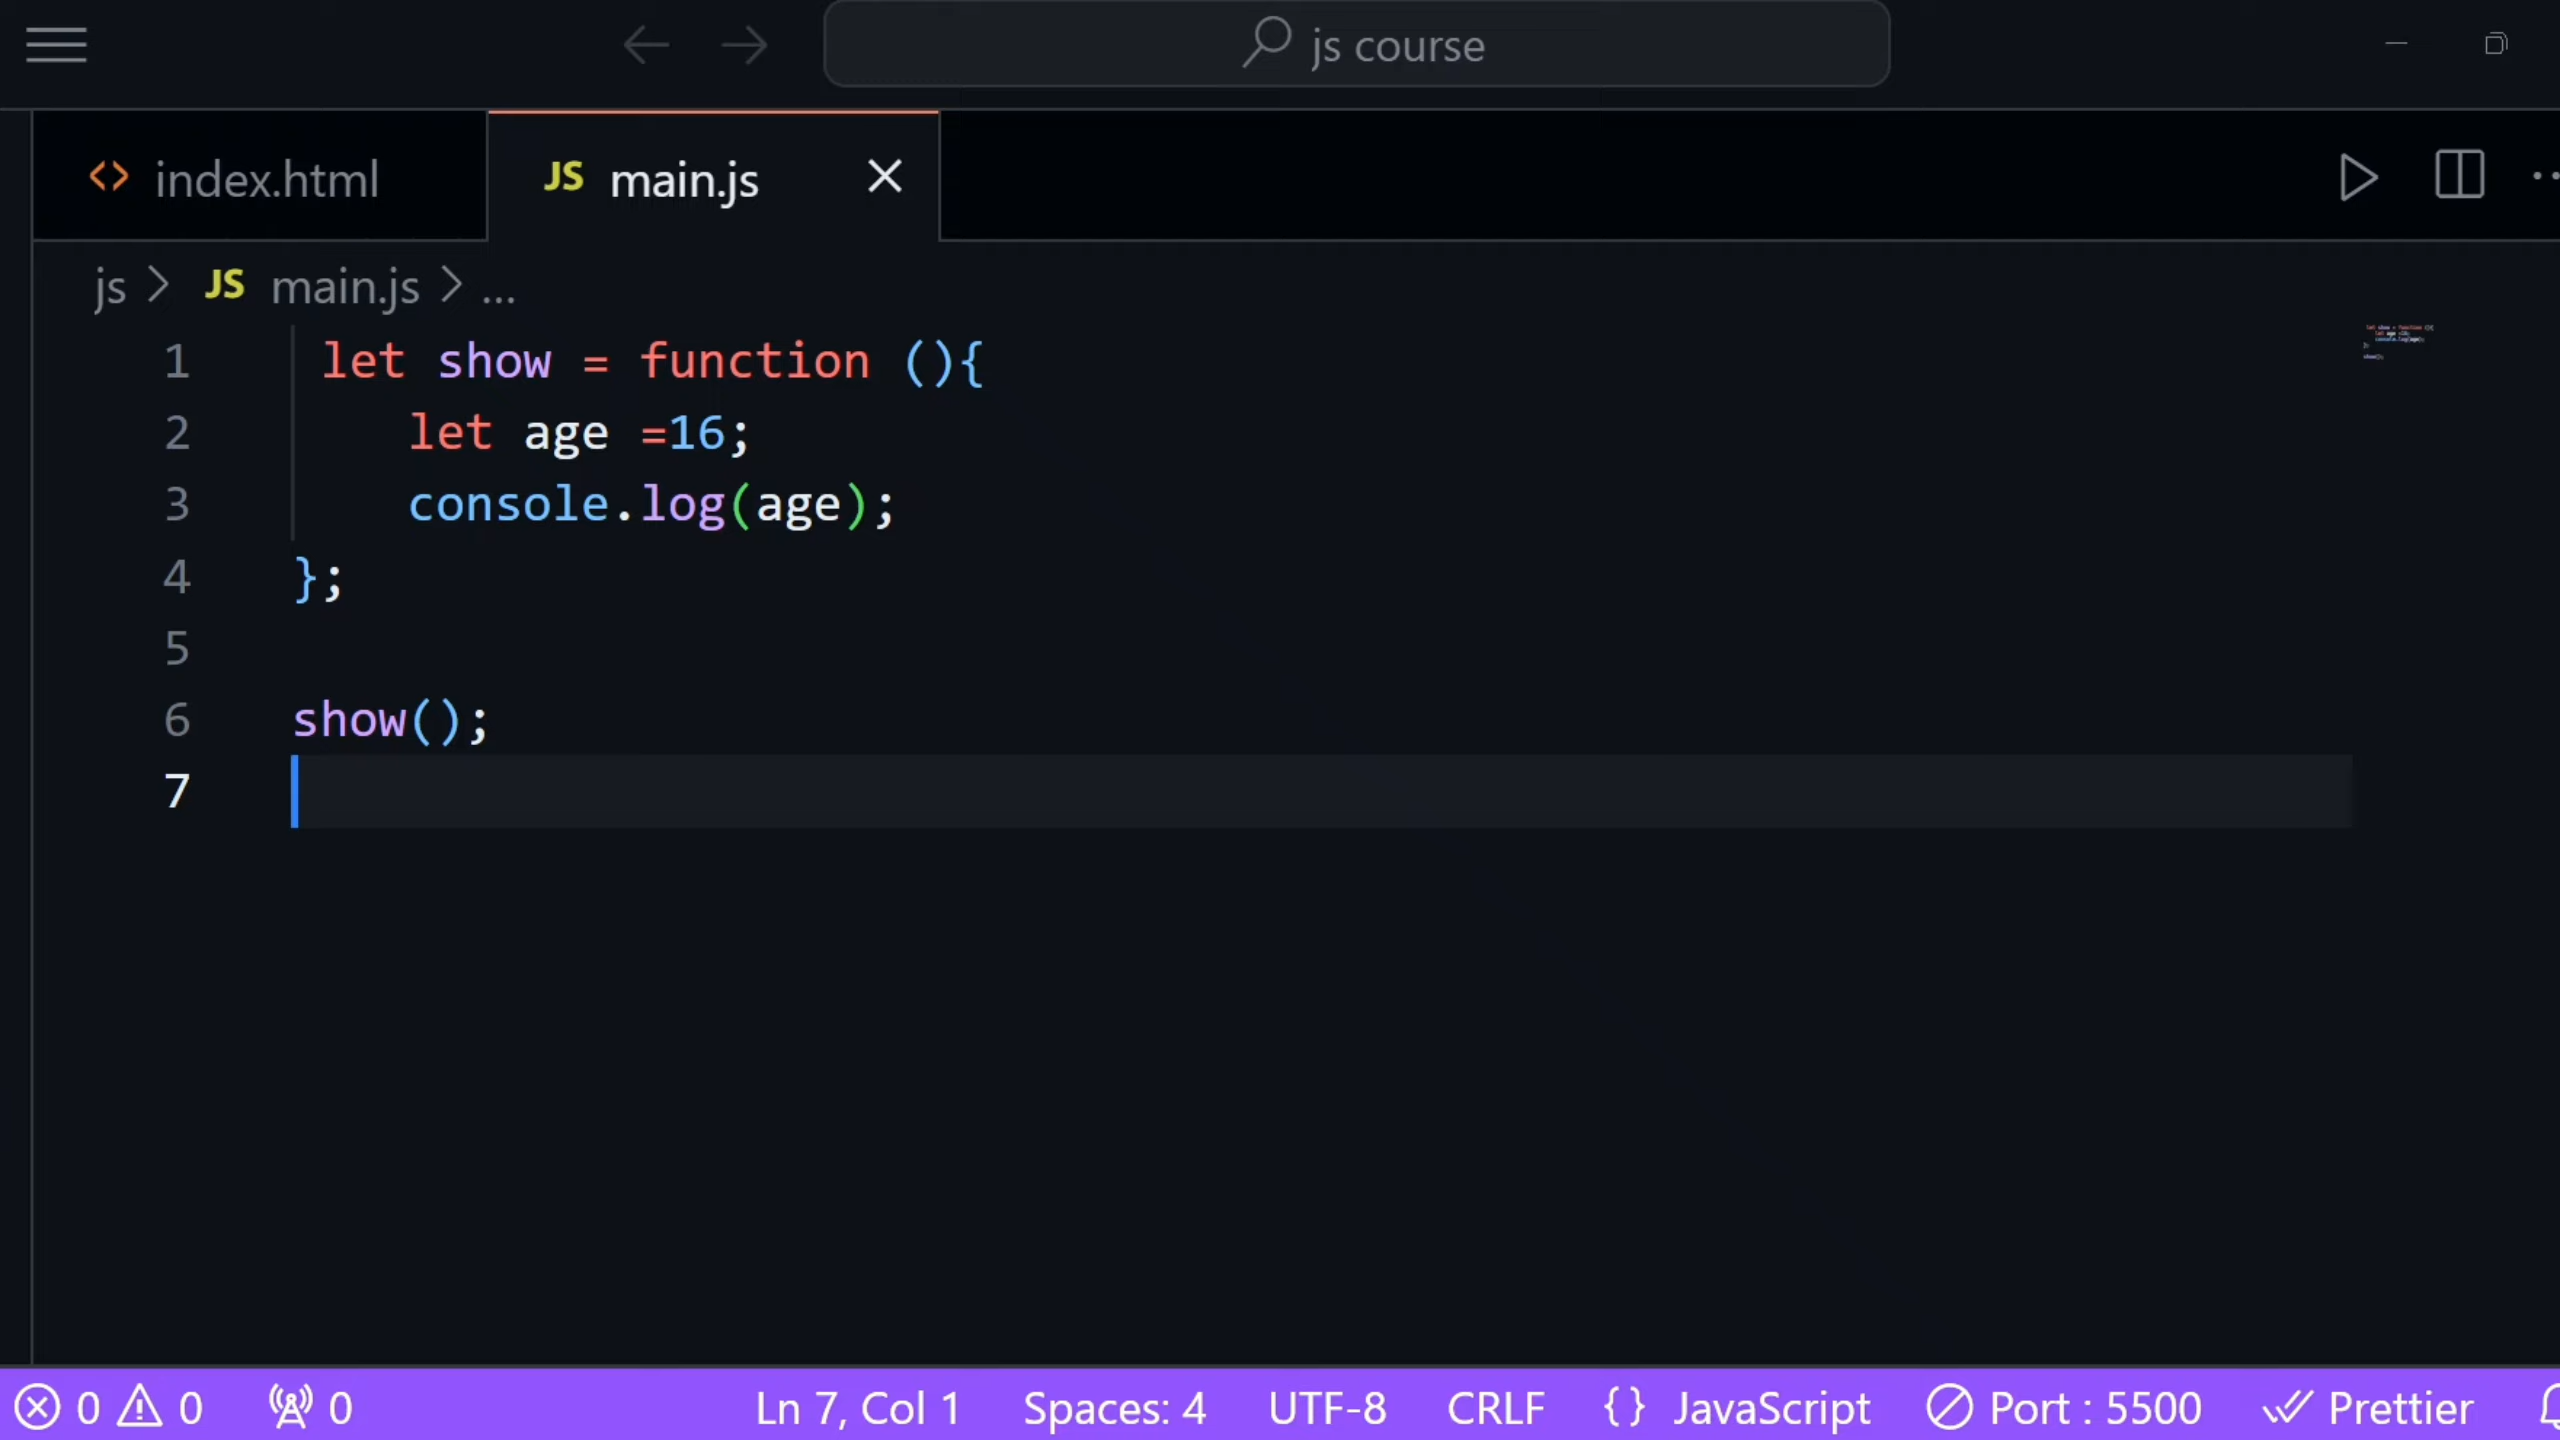 js course
index.html JS main.js
js > JS main.js > ...
1 let show = function (){
2 let age =16;
3 console.log(age);
4 };
5
6 show();
7
0 0 0 Ln 7, Col 1 Spaces: 4 UTF-8 CRLF {} JavaScript Port : 5500 Prettier